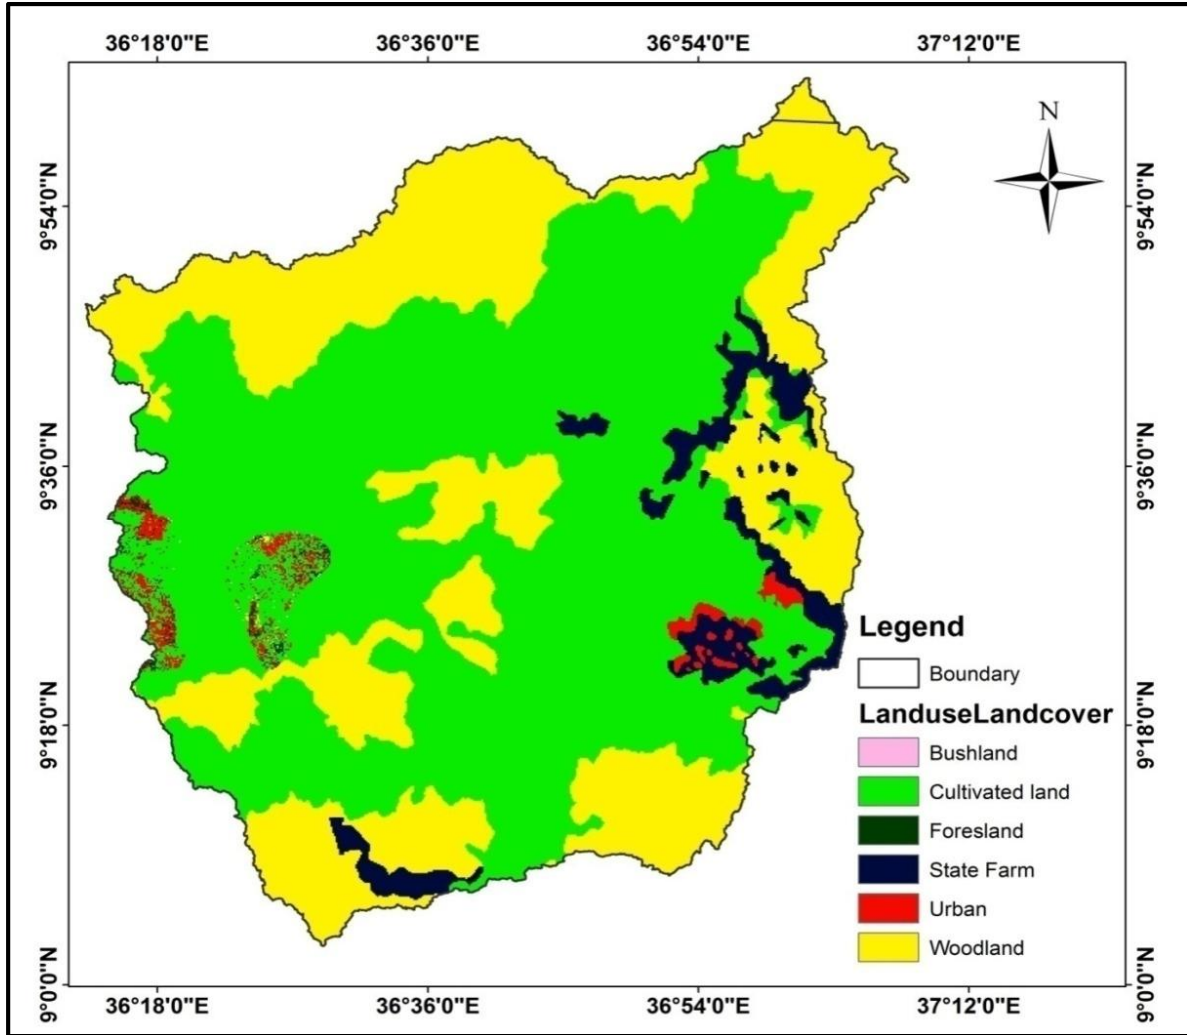 36°18'0"E 36°36'0"E 36°54'0"E 37°12'0"E
N
9°54'0"N 9°54'0"N
9°36'0"N 9°36'0"N
9°18'0"N 9°18'0"N
9°0'0"N 9°0'0"N
Legend
Boundary
LanduseLandcover
Bushland
Cultivated land
Foresland
State Farm
Urban
Woodland
36°18'0"E 36°36'0"E 36°54'0"E 37°12'0"E